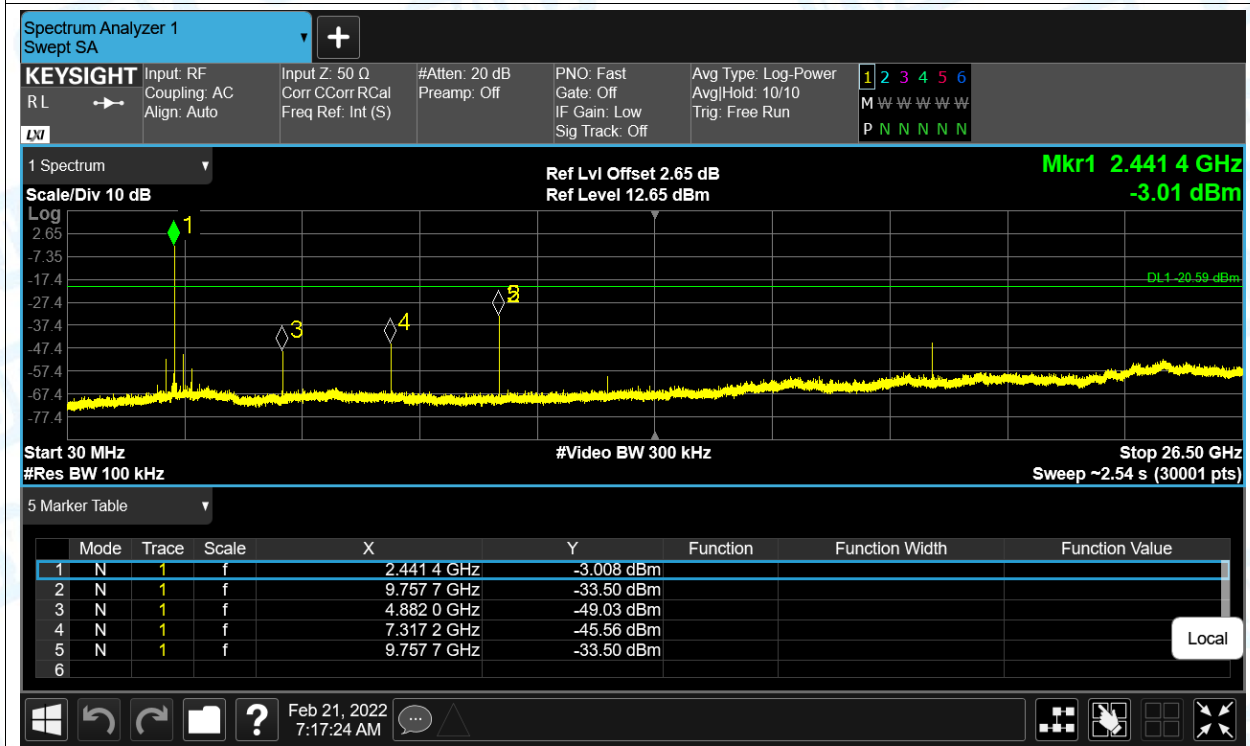 Spectrum Analyzer 1
Swept SA
KEYSIGHT Input: RF Input Z: 50 Ω #Atten: 20 dB PNO: Fast Avg Type: Log-Power 1 2 3 4 5 6
R L Coupling: AC Corr CCorr RCal Preamp: Off Gate: Off Avg|Hold: 10/10 M W W W W W
Align: Auto Freq Ref: Int (S) IF Gain: Low Trig: Free Run
LXI Sig Track: Off P N N N N N
1 Spectrum Ref Lvl Offset 2.65 dB Mkr1 2.441 4 GHz
Scale/Div 10 dB Ref Level 12.65 dBm -3.01 dBm
Log
1
2.65
-7.35
-17.4 DL1 -20.59 dBm
-27.4
-37.4 3 4
-47.4
-57.4
-67.4
-77.4
Start 30 MHz #Video BW 300 kHz Stop 26.50 GHz
#Res BW 100 kHz Sweep ~2.54 s (30001 pts)
5 Marker Table
Mode Trace Scale X Y Function Function Width Function Value
1 N 1 f 2.441 4 GHz -3.008 dBm
2 N 1 f 9.757 7 GHz -33.50 dBm
3 N 1 f 4.882 0 GHz -49.03 dBm
4 N 1 f 7.317 2 GHz -45.56 dBm
5 N 1 f 9.757 7 GHz -33.50 dBm
6
Local
? Feb 21, 2022
7:17:24 AM